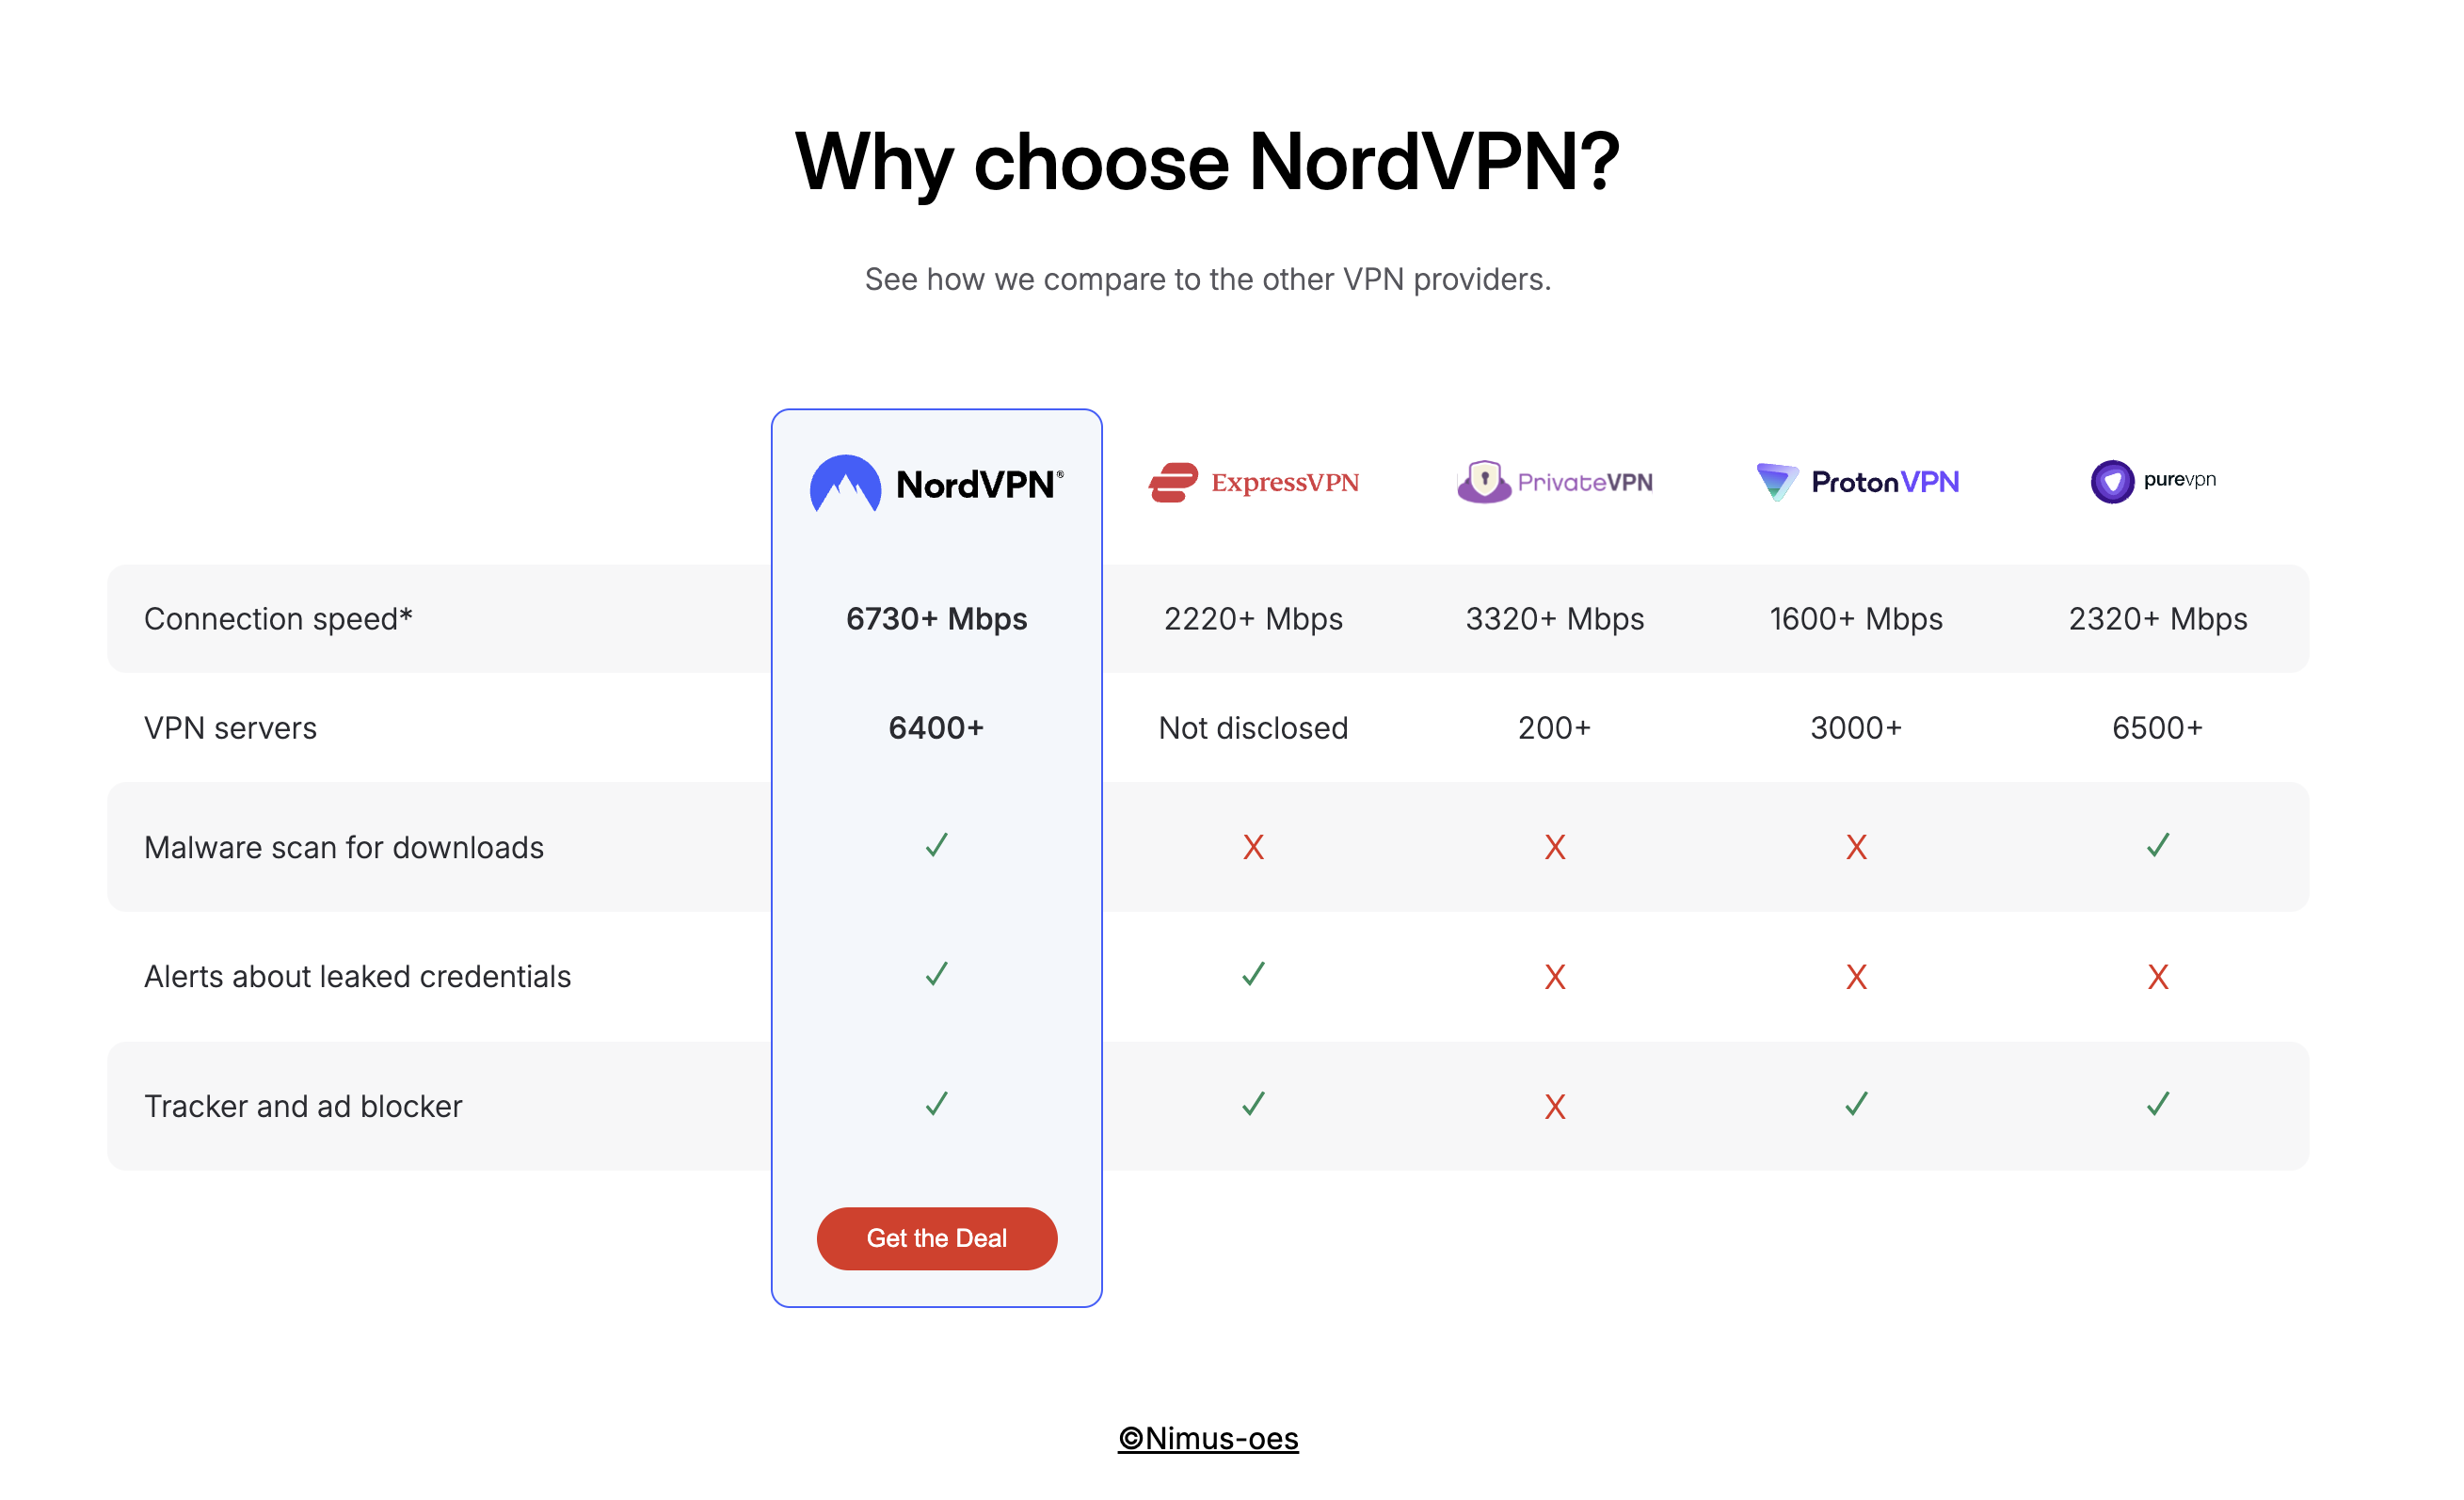 Why choose NordVPN?
See how we compare to the other VPN providers.
NordVPN® ExpressVPN PrivateVPN ProtonVPN purevpn
Connection speed* 6730+ Mbps 2220+ Mbps 3320+ Mbps 1600+ Mbps 2320+ Mbps
VPN servers 6400+ Not disclosed 200+ 3000+ 6500+
Malware scan for downloads ✓ X X X ✓
Alerts about leaked credentials ✓ ✓ X X X
Tracker and ad blocker ✓ ✓ X ✓ ✓
Get the Deal
©Nimus-oes